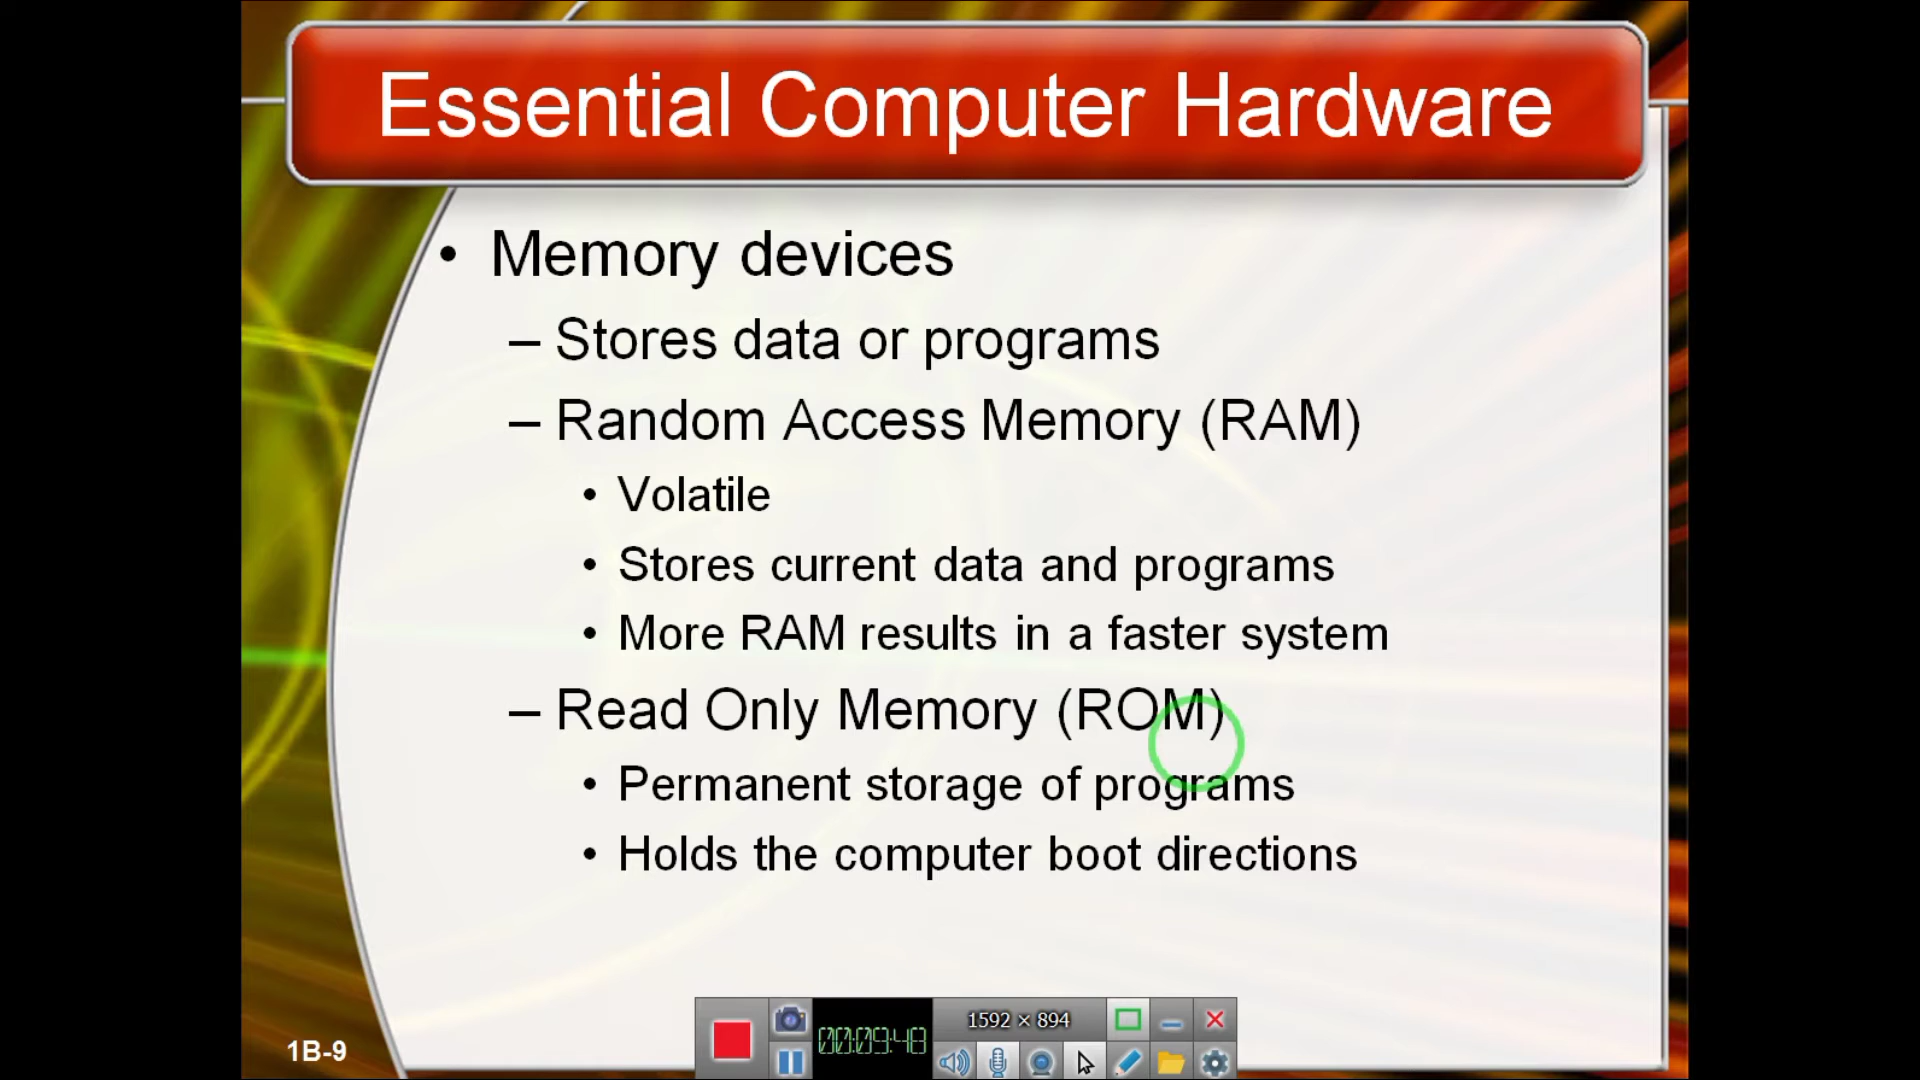 Essential Computer Hardware
• Memory devices
– Stores data or programs
– Random Access Memory (RAM)
• Volatile
• Stores current data and programs
• More RAM results in a faster system
– Read Only Memory (ROM)
• Permanent storage of programs
• Holds the computer boot directions
1B-9
00:09:48
1592 × 894